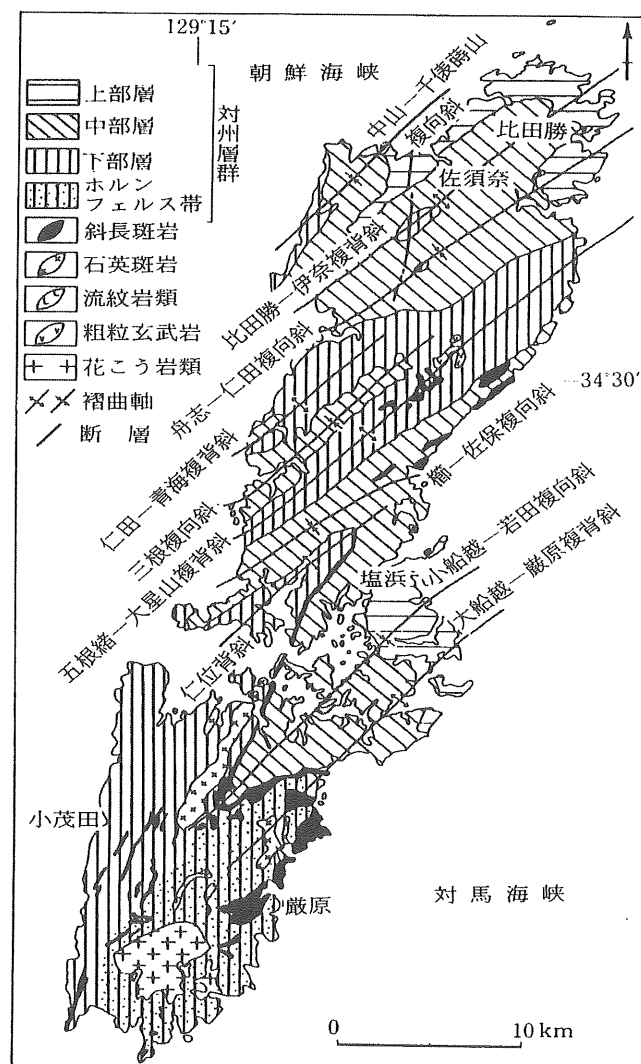 129°15′
朝鮮海峡
上部層
中部層
下部層
ホルンフェルス帯
対州層群
斜長斑岩
石英斑岩
流紋岩類
粗粒玄武岩
花こう岩類
褶曲軸
断層
中山—千俵蒔山複向斜
比田勝
佐須奈
比田勝—伊奈複背斜
舟志—仁田複向斜
34°30′
仁田—青海複背斜
三根複向斜
櫛—佐保複向斜
五根緒—大星山複背斜
塩浜
小船越—若田複向斜
大船越—厳原複背斜
仁位背斜
小茂田
厳原
対馬海峡
0 10 km